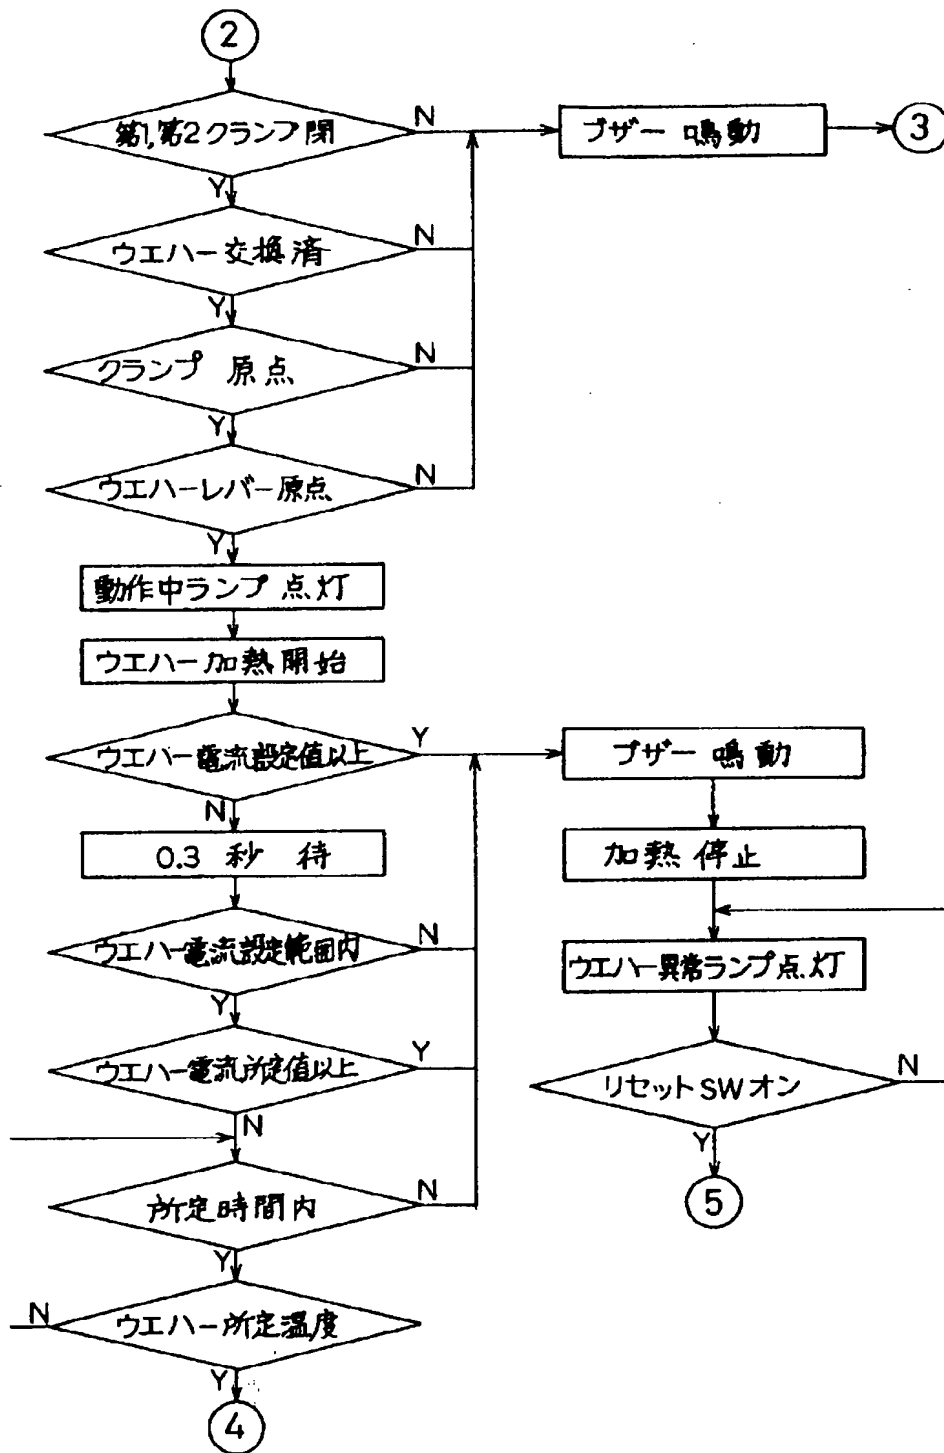 2
第1,第2クランプ閉
N
ブザー 鳴動
3
Y
ウエハー交換済
N
Y
クランプ 原点
N
Y
ウエハーレバー原点
N
Y
動作中ランプ 点灯
ウエハー加熱開始
ウエハー電流設定値以上
Y
ブザー 鳴動
N
0.3 秒 待
加熱停止
ウエハー電流設定範囲内
N
ウエハー異常ランプ点灯
Y
ウエハー電流所定値以上
Y
リセットSWオン
N
N
Y
所定時間内
N
5
Y
N
ウエハー所定温度
Y
4